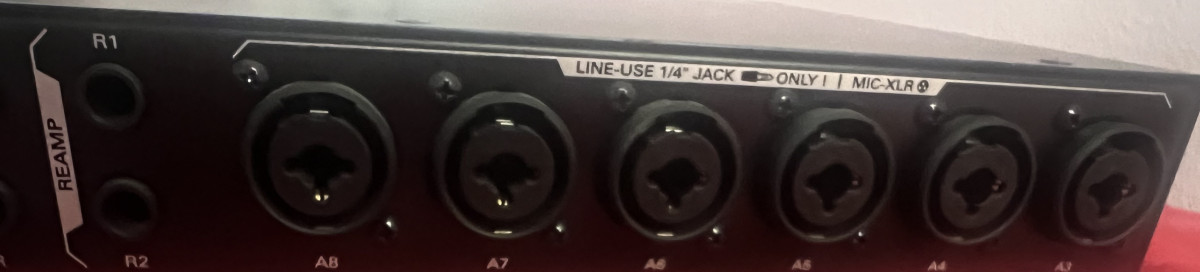 R1
LINE-USE 1/4" JACK ONLY ! | MIC-XLR
REAMP
R2
A8
A7
A6
A5
A4
A3